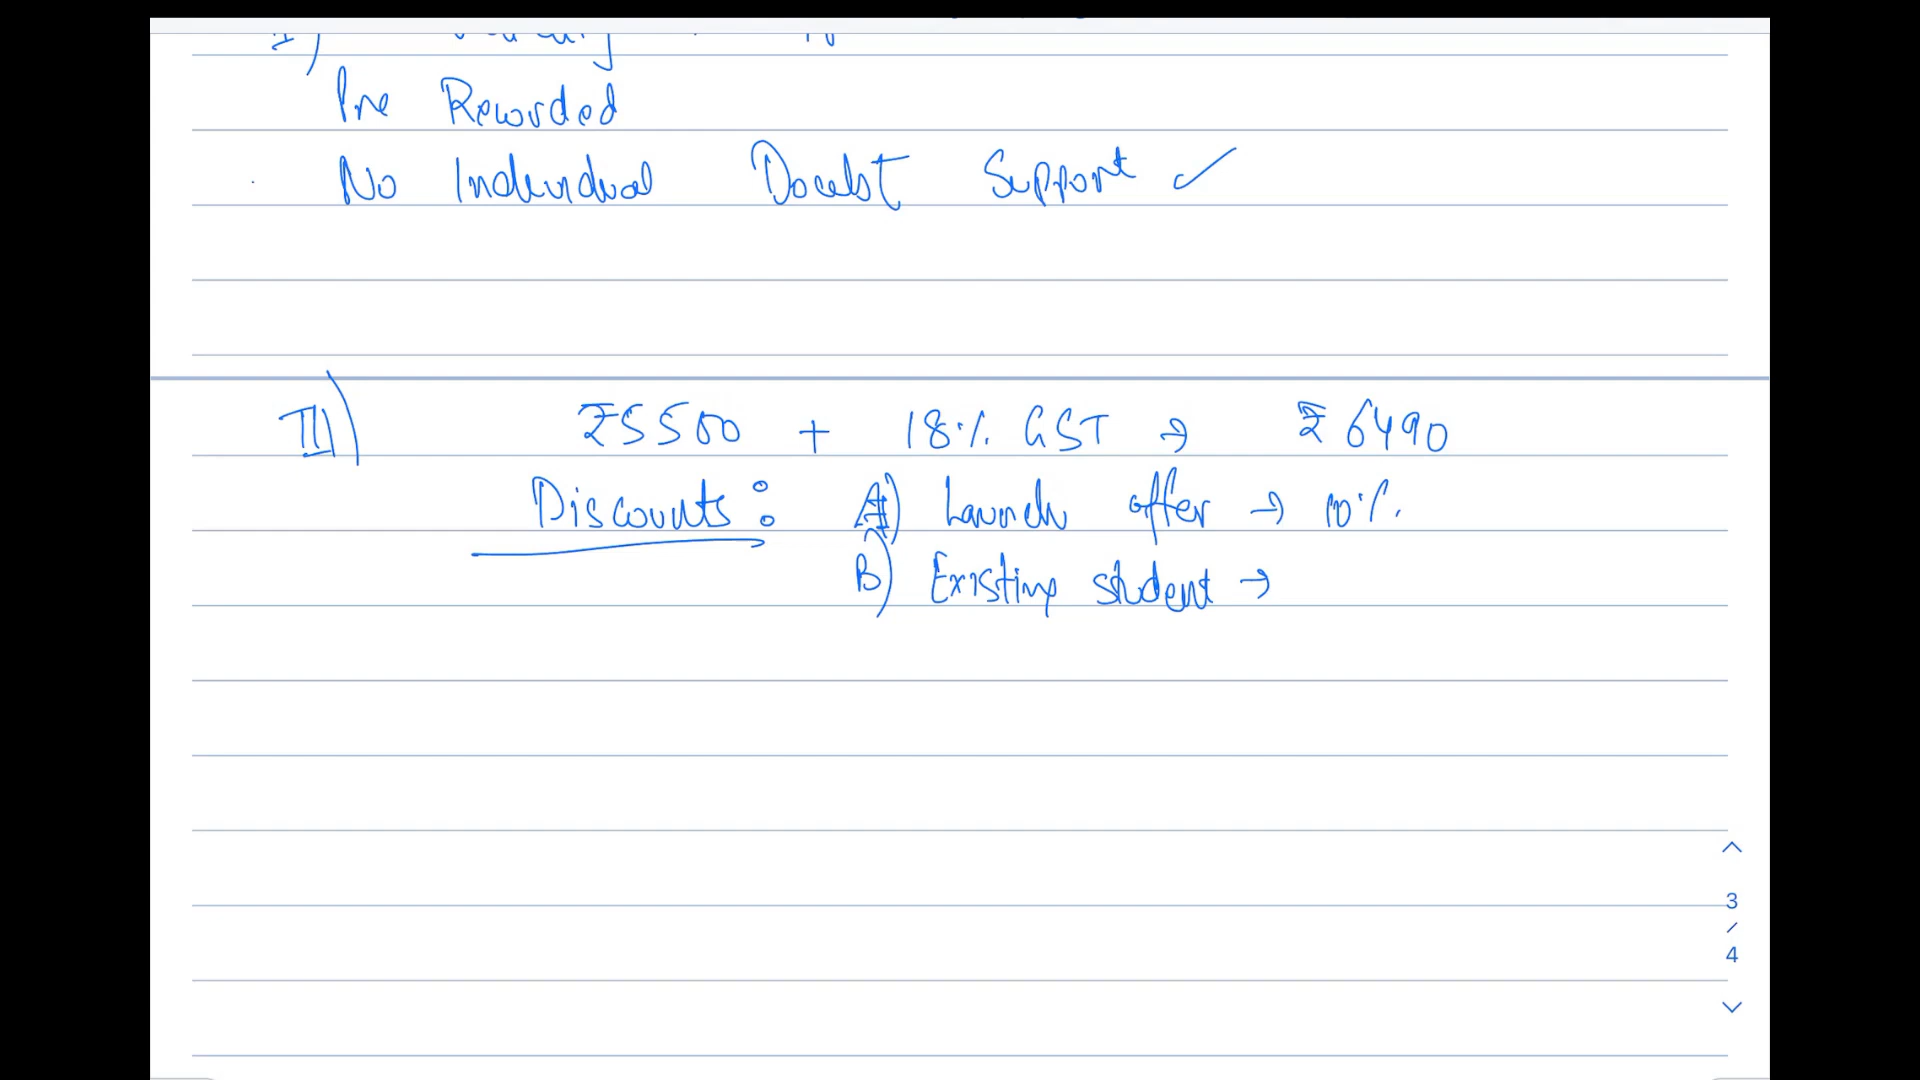 Pre Recorded
No Individual Doubt Support ✓
II) ₹5500 + 18% GST → ₹6490
Discounts: A) Launch offer → 10%
B) Existing student →
3
/
4